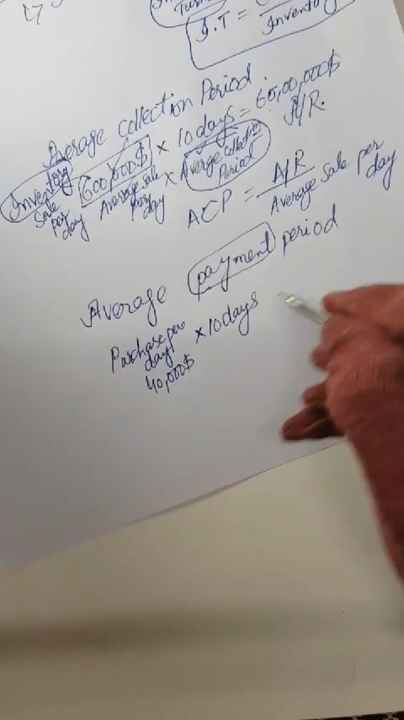 I.T =
Inventory
Average Collection Period.
600,000$ × 10 days = 60,00,000$
A/R.
Inventory
Sale
per
day
Average sale
per
day
× Average collection
Period
ACP = A/R
Average Sale per
day
Average payment period
Purchase per
day
40,000$
× 10 days